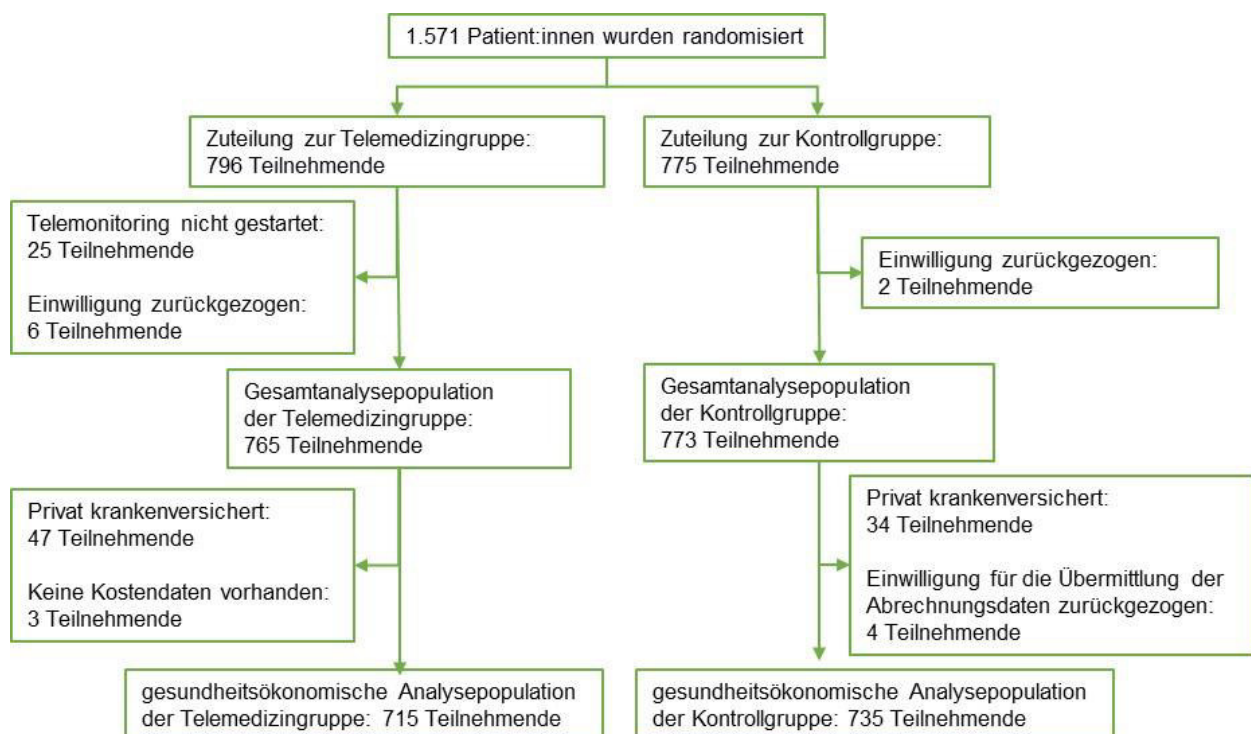 1.571 Patient:innen wurden randomisiert
Zuteilung zur Telemedizingruppe:
796 Teilnehmende
Zuteilung zur Kontrollgruppe:
775 Teilnehmende
Telemonitoring nicht gestartet:
25 Teilnehmende
Einwilligung zurückgezogen:
6 Teilnehmende
Einwilligung zurückgezogen:
2 Teilnehmende
Gesamtanalysepopulation
der Telemedizingruppe:
765 Teilnehmende
Gesamtanalysepopulation
der Kontrollgruppe:
773 Teilnehmende
Privat krankenversichert:
47 Teilnehmende
Keine Kostendaten vorhanden:
3 Teilnehmende
Privat krankenversichert:
34 Teilnehmende
Einwilligung für die Übermittlung der
Abrechnungsdaten zurückgezogen:
4 Teilnehmende
gesundheitsökonomische Analysepopulation
der Telemedizingruppe: 715 Teilnehmende
gesundheitsökonomische Analysepopulation
der Kontrollgruppe: 735 Teilnehmende